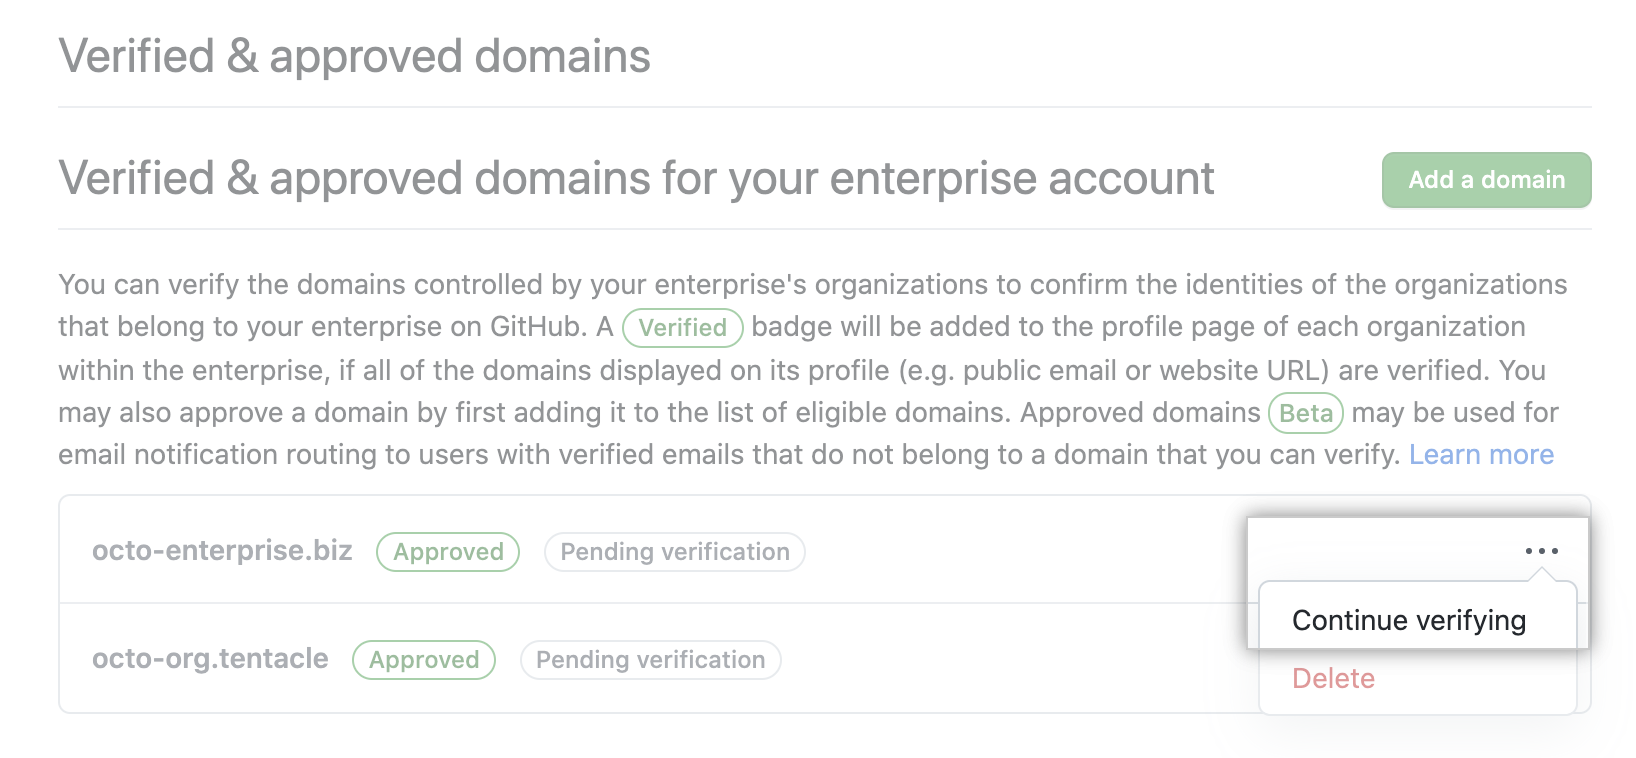 Verified & approved domains
Verified & approved domains for your enterprise account
Add a domain
You can verify the domains controlled by your enterprise's organizations to confirm the identities of the organizations
that belong to your enterprise on GitHub. A Verified badge will be added to the profile page of each organization
within the enterprise, if all of the domains displayed on its profile (e.g. public email or website URL) are verified. You
may also approve a domain by first adding it to the list of eligible domains. Approved domains Beta may be used for
email notification routing to users with verified emails that do not belong to a domain that you can verify. Learn more
octo-enterprise.biz Approved Pending verification
Continue verifying
octo-org.tentacle Approved Pending verification
Delete